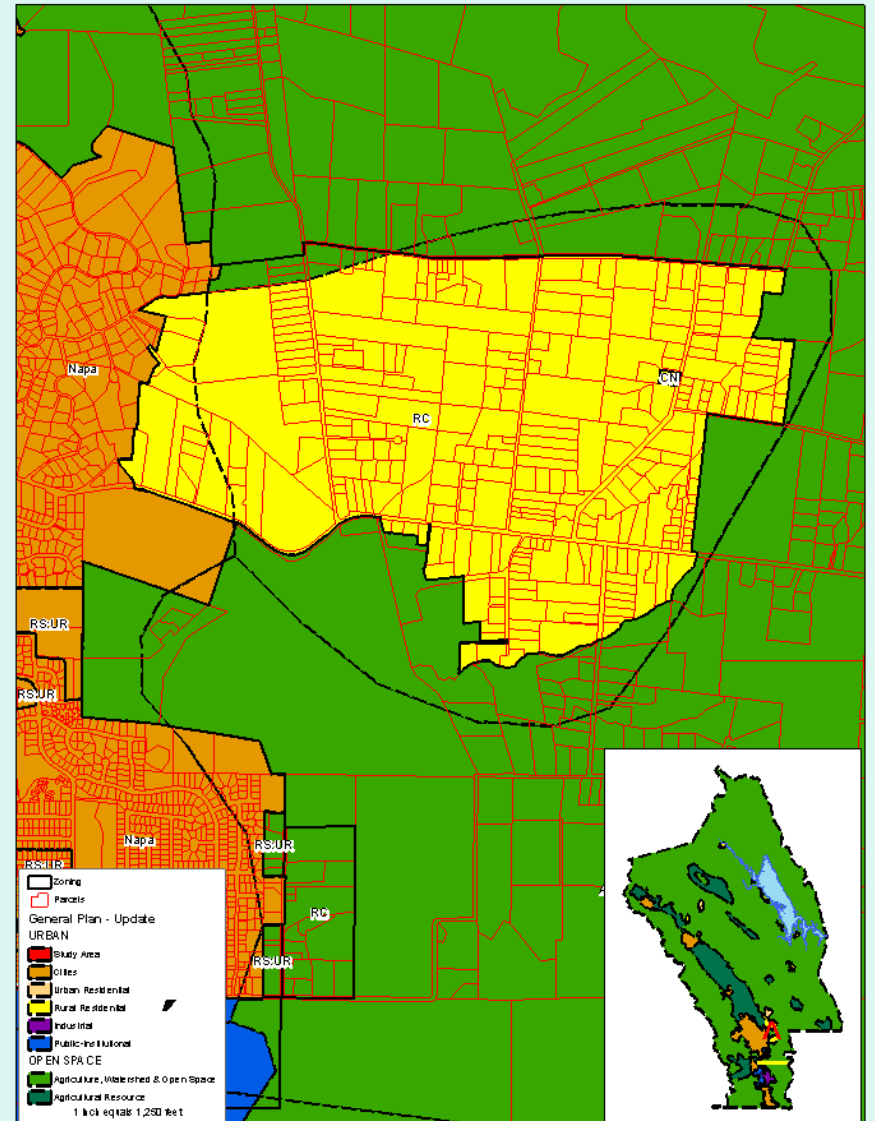 Napa
CN
RC
RS:UR
RS:UR
Napa
RS:UR
RS:UR
RC
RS:UR
Zoning
Parcels
General Plan - Update
URBAN
Study Area
Cities
Urban Residential
Rural Residential
Industrial
Public-Institutional
OPEN SPACE
Agriculture, Watershed & Open Space
Agricultural Resource
1 inch equals 1,250 feet